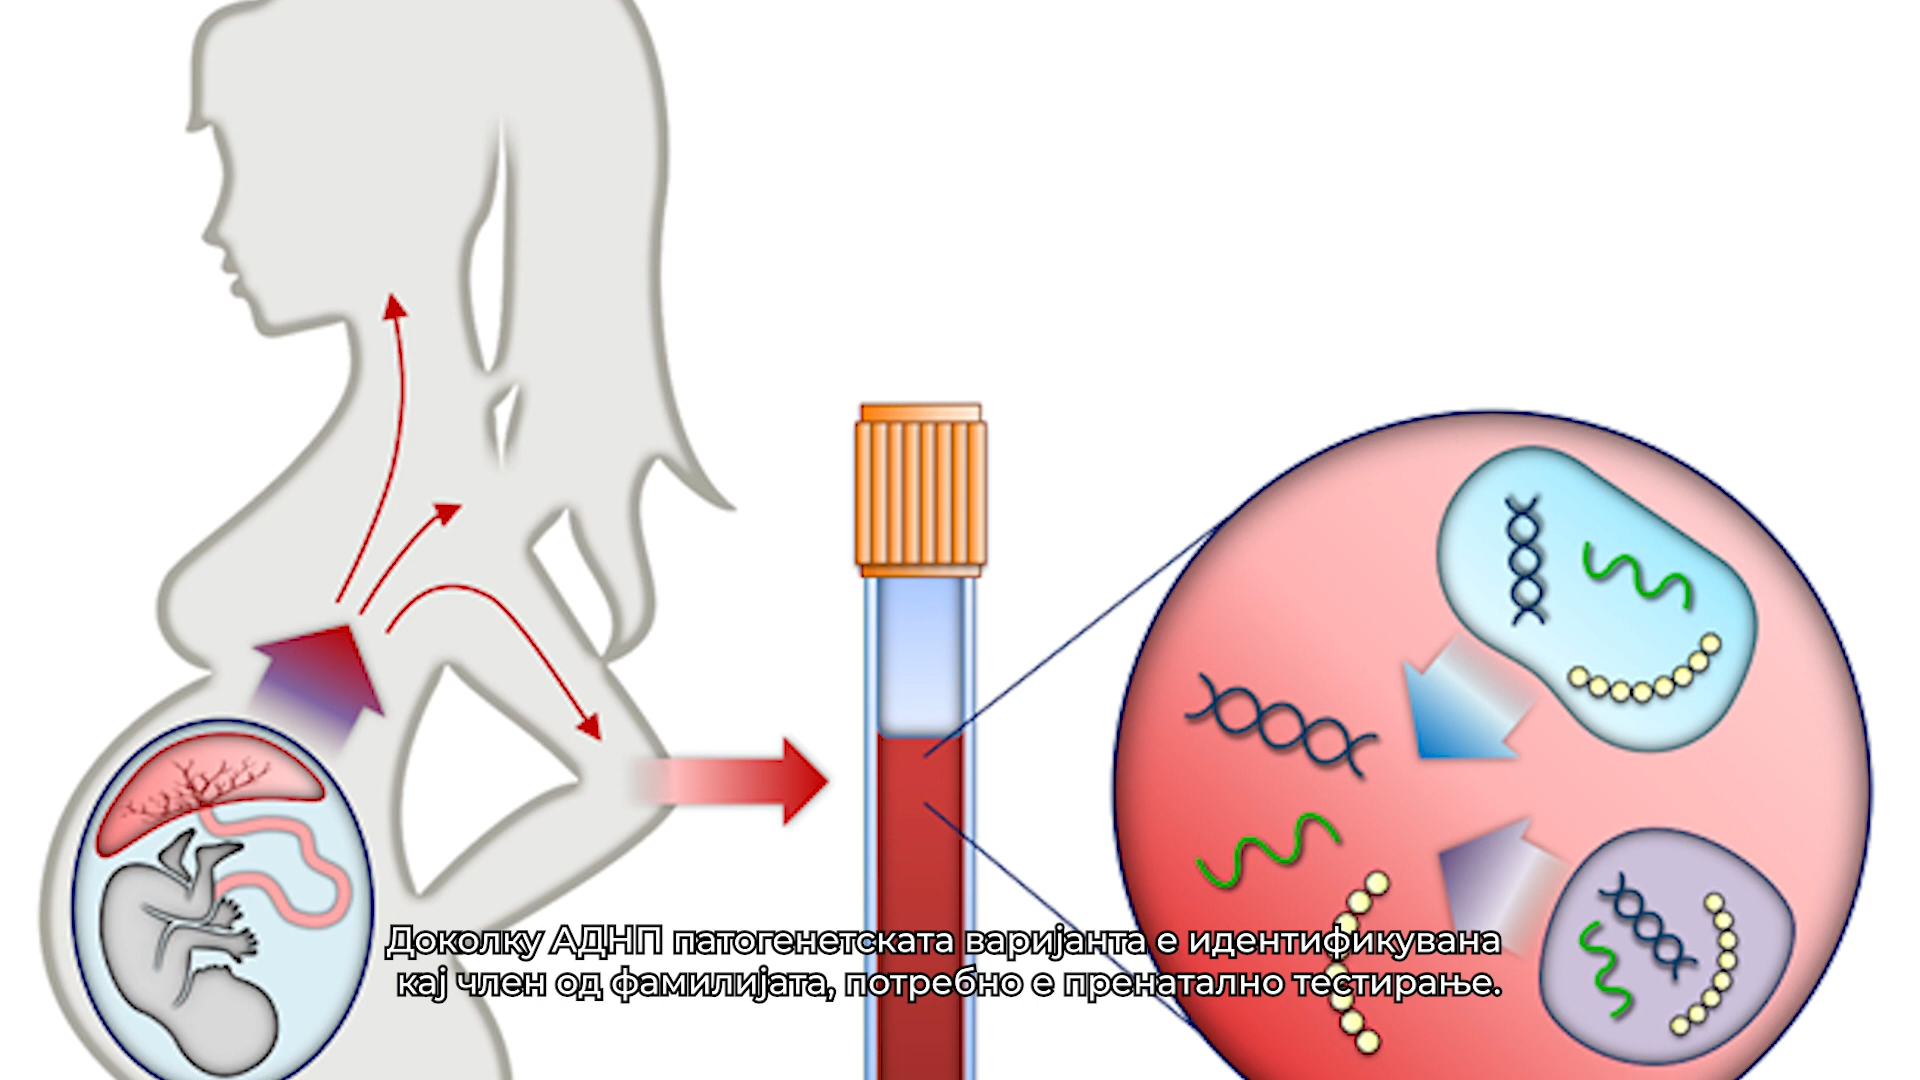 Доколку АДНП патогенетската варијанта е идентификувана
кај член од фамилијата, потребно е пренатално тестирање.